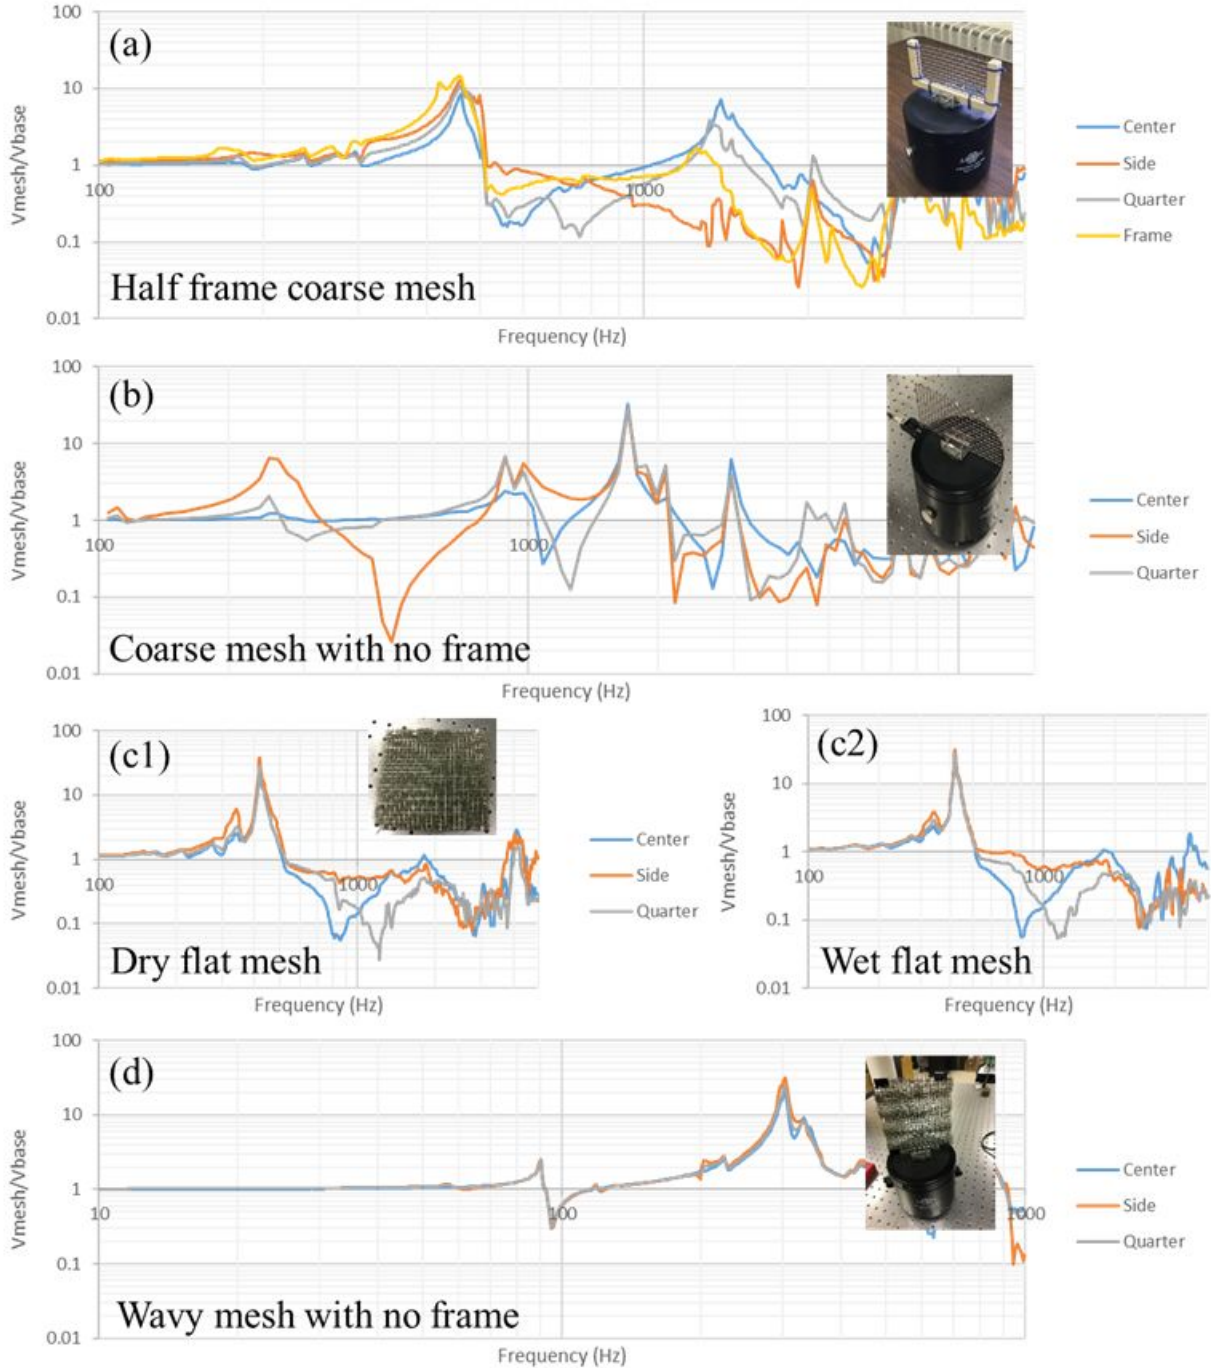 (a)
100
10
1
0.1
0.01
Vmesh/Vbase
100
1000
Half frame coarse mesh
Frequency (Hz)
Center
Side
Quarter
Frame
(b)
100
10
1
0.1
0.01
Vmesh/Vbase
100
1000
Coarse mesh with no frame
Frequency (Hz)
Center
Side
Quarter
(c1)
100
10
1
0.1
0.01
Vmesh/Vbase
100
1000
Dry flat mesh
Frequency (Hz)
Center
Side
Quarter
(c2)
100
10
1
0.1
0.01
Vmesh/Vbase
100
1000
Wet flat mesh
Frequency (Hz)
(d)
100
10
1
0.1
0.01
Vmesh/Vbase
10
100
1000
Wavy mesh with no frame
Frequency (Hz)
Center
Side
Quarter